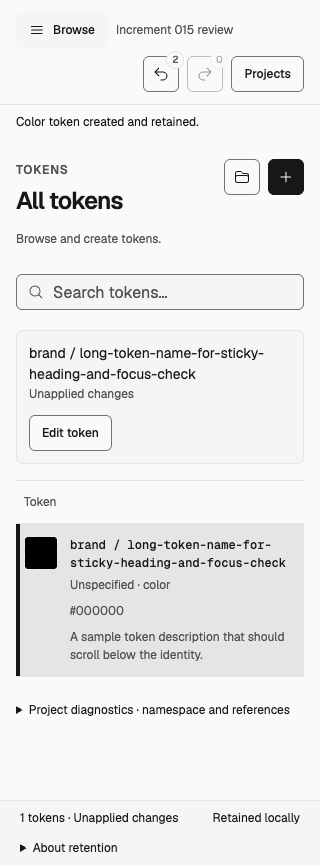 Browse
Increment 015 review
2
0
Projects
Color token created and retained.
TOKENS
All tokens
Browse and create tokens.
Search tokens...
brand / long-token-name-for-sticky-
heading-and-focus-check
Unapplied changes
Edit token
Token
brand / long-token-name-for-
sticky-heading-and-focus-check
Unspecified · color
#000000
A sample token description that should
scroll below the identity.
Project diagnostics · namespace and references
1 tokens · Unapplied changes
Retained locally
About retention